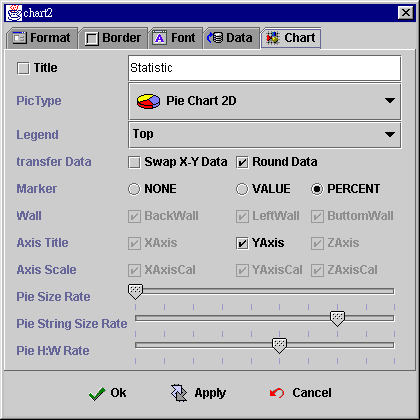 chart2
Format Border Font Data Chart
Title Statistic
PicType Pie Chart 2D
Legend Top
transfer Data Swap X-Y Data Round Data
Marker NONE VALUE PERCENT
Wall BackWall LeftWall ButtomWall
Axis Title XAxis YAxis ZAxis
Axis Scale XAxisCal YAxisCal ZAxisCal
Pie Size Rate
Pie String Size Rate
Pie H:W Rate
Ok Apply Cancel